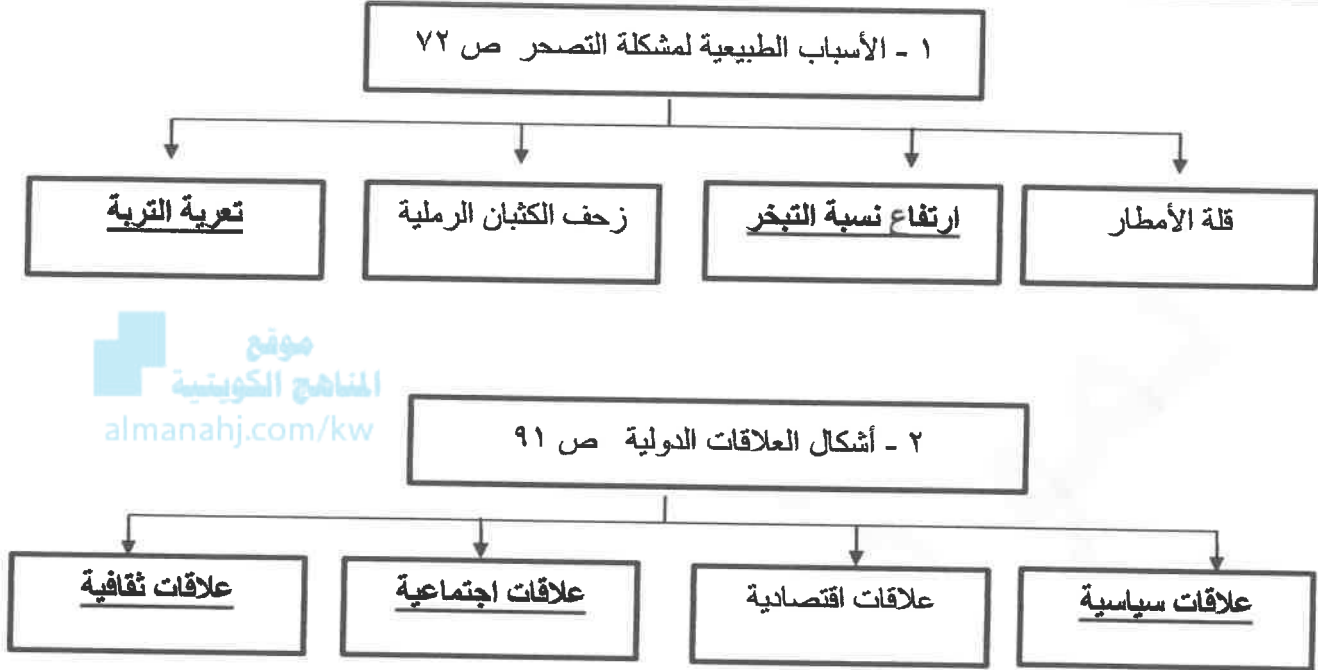 ١ - الأسباب الطبيعية لمشكلة التصحر ص ٧٢
قلة الأمطار
ارتفاع نسبة التبخر
زحف الكثبان الرملية
تعرية التربة
موقع
المناهج الكويتية
almanahj.com/kw
٢ - أشكال العلاقات الدولية ص ٩١
علاقات سياسية
علاقات اقتصادية
علاقات اجتماعية
علاقات ثقافية